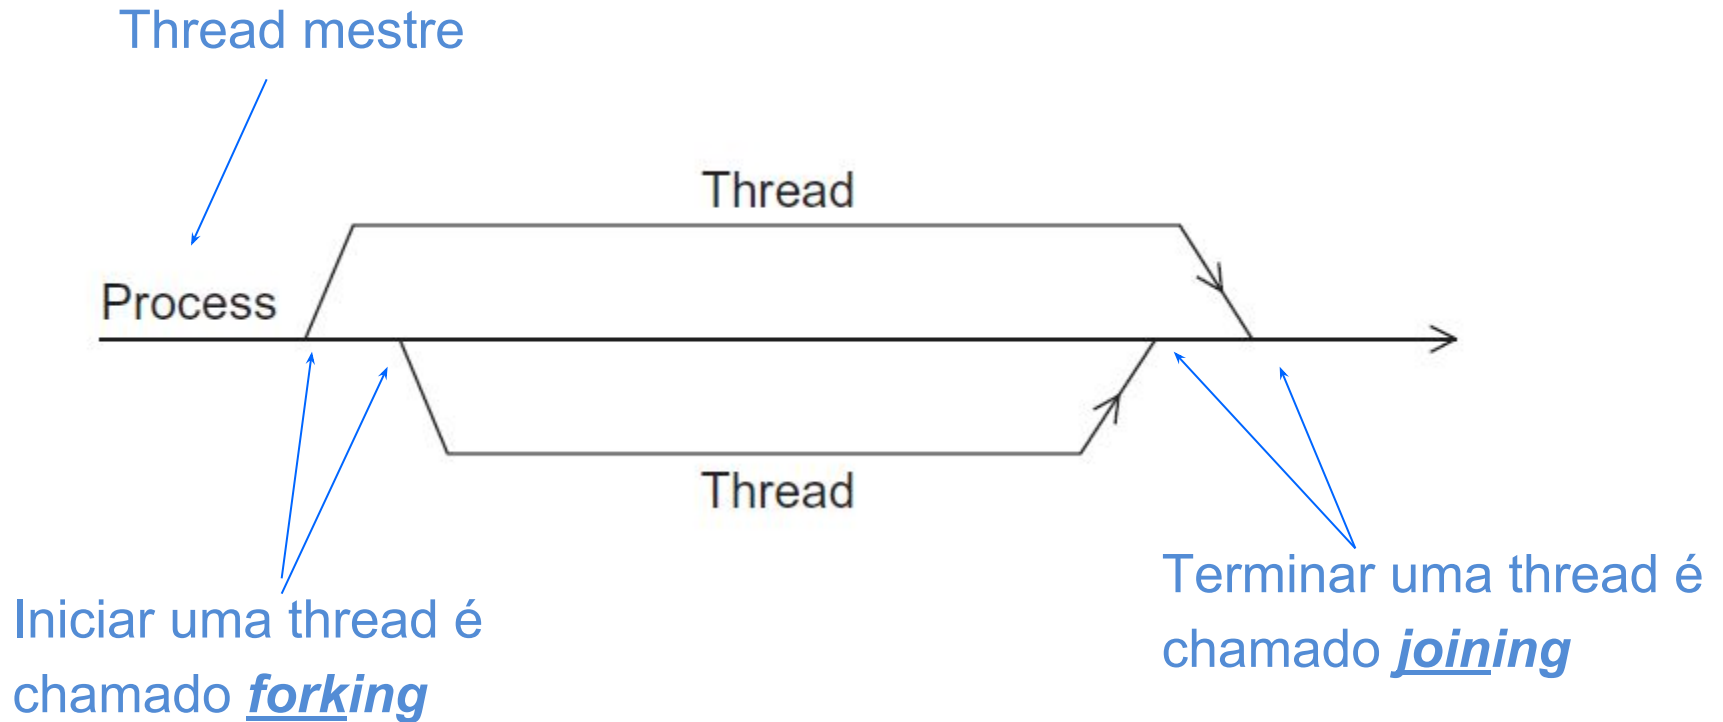 Thread mestre
Thread
Process
Thread
Iniciar uma thread é
chamado forking
Terminar uma thread é
chamado joining